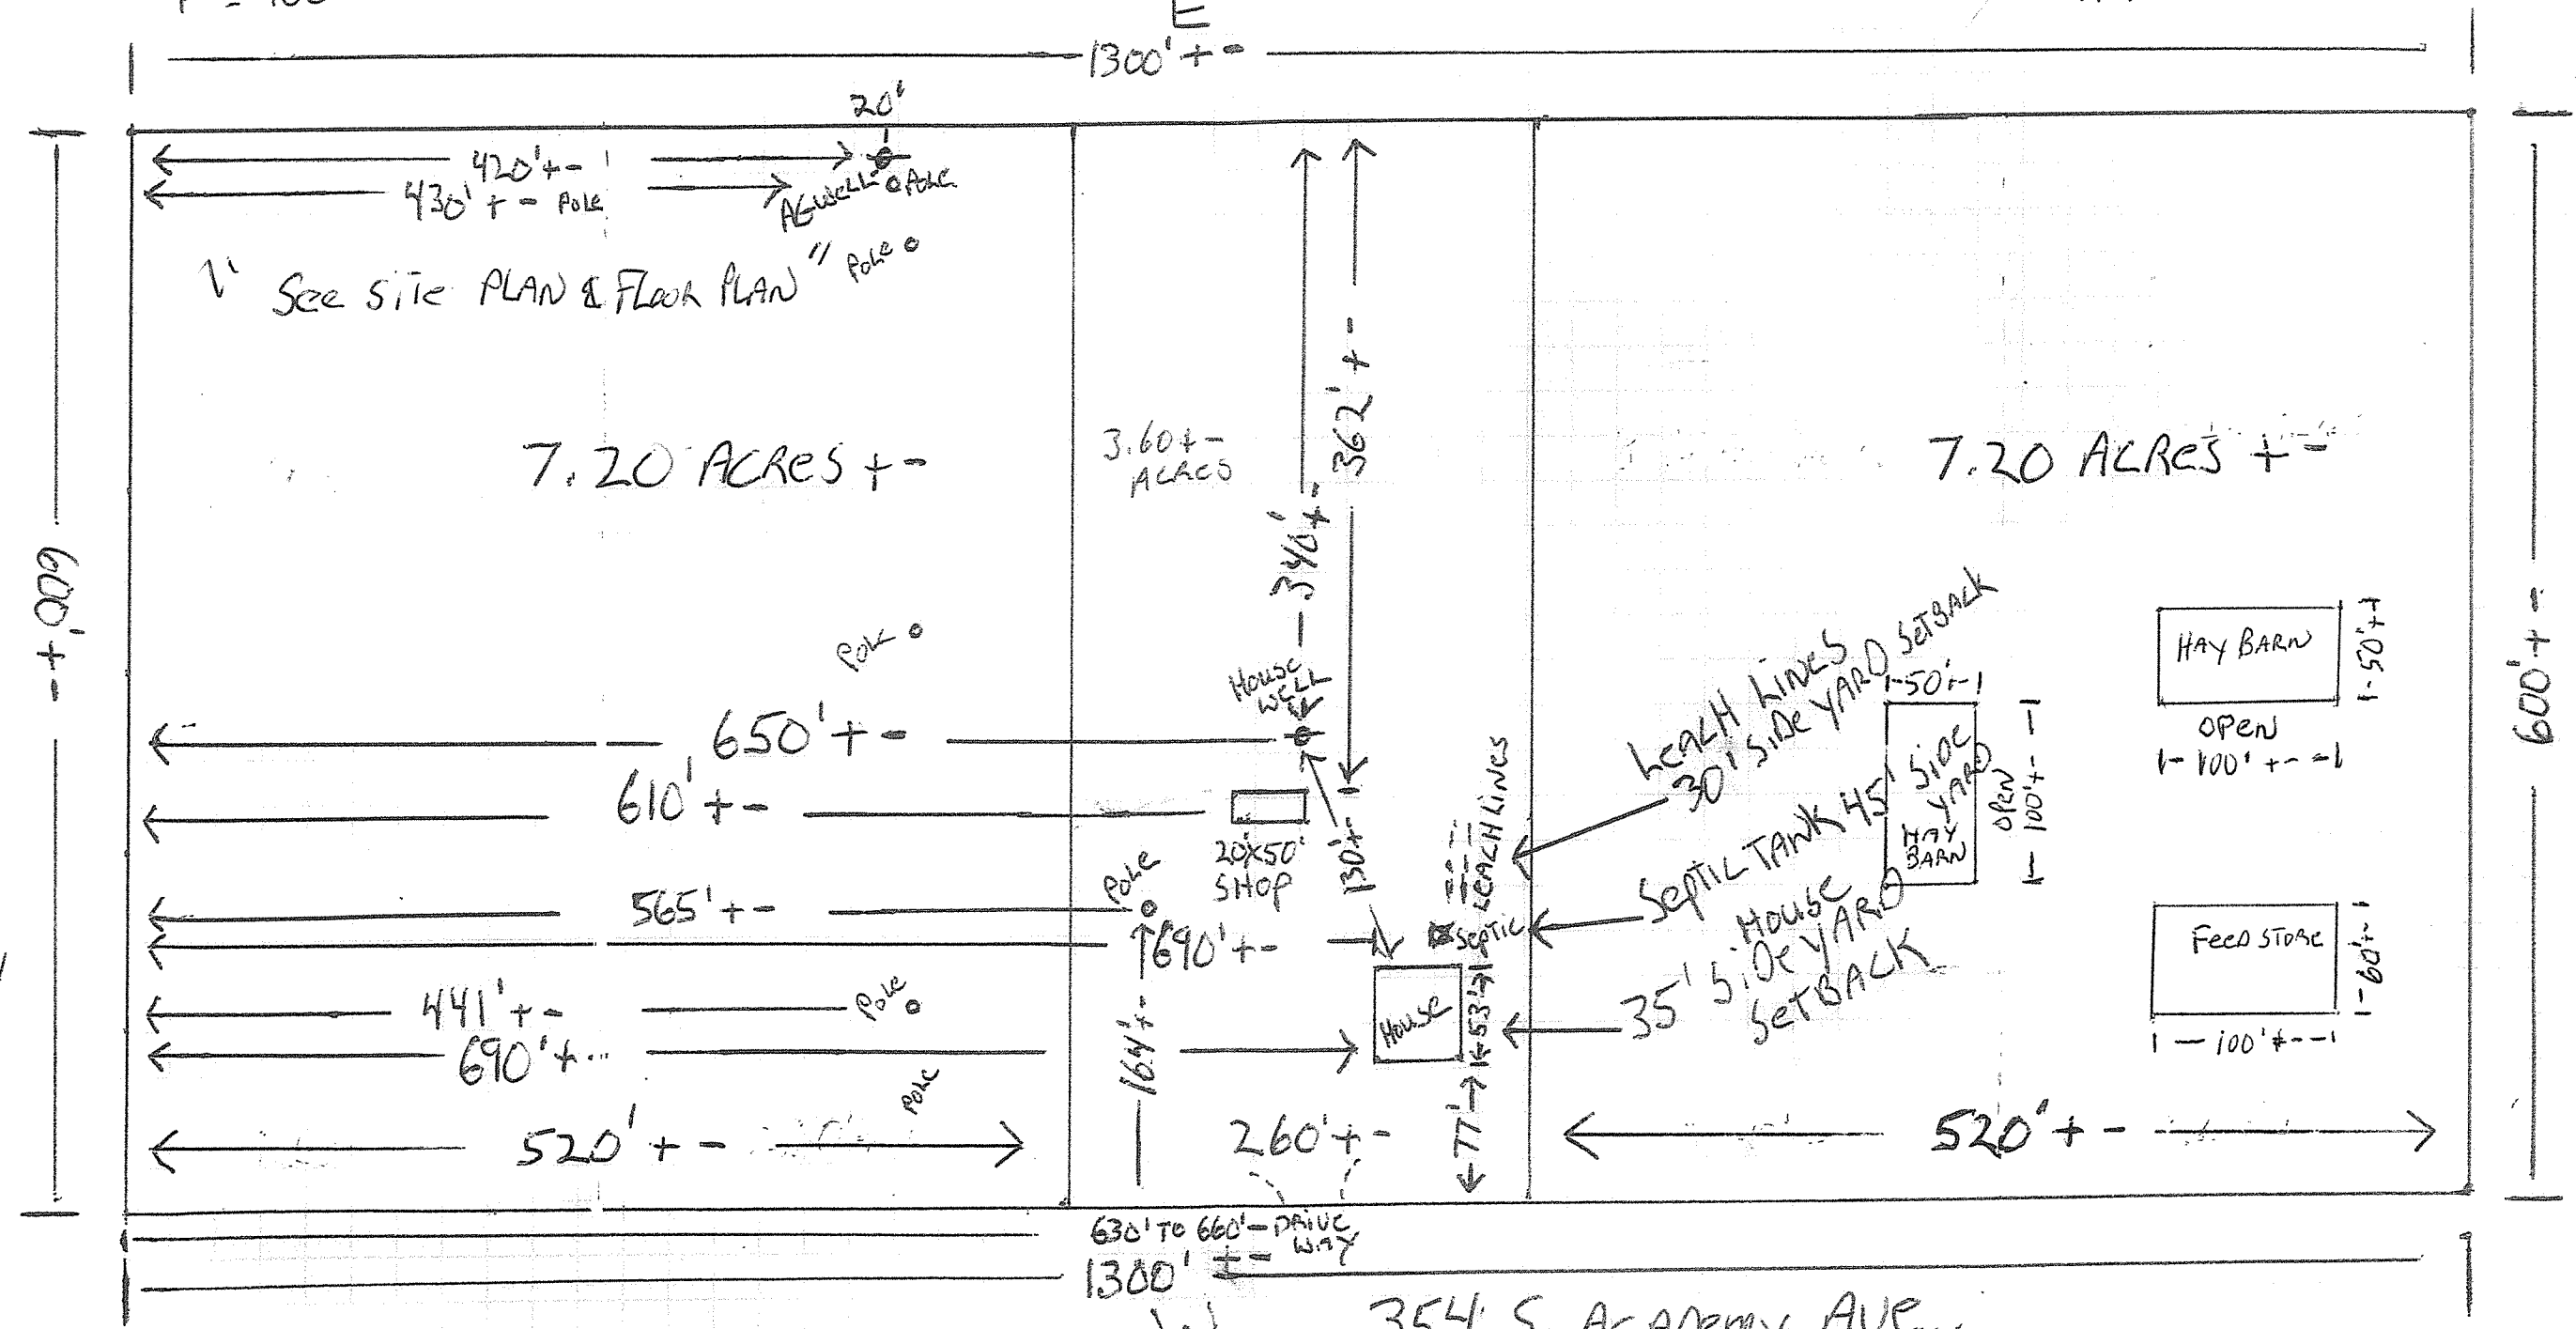 E
1300' + -
20'
420'+-
430' + - Pole
AG WELL
Pole
"See Site PLAN & FLOOR PLAN"
Pole
600'+-
7.20 ACRES + -
3.60+-
ACRES
362'+-
340'+-
7.20 ACRES + -
600'+-
Pole
House
WELL
650'+-
610'+-
20x50'
SHOP
130'+-
LEACH LINES
LEACH LINES
30' SIDE YARD SETBACK
1-50'-1
HAY BARN
1-50'+-1
OPEN
1-100'+--1
SIDE
YARD
HAY
BARN
OPEN
1-100'+--1
Septic TANK 45'
Pole
565'+-
690'+-
SEPTIC
House
35' SIDE YARD
SETBACK
FEED STORE
1-60'+-1
1-100'+--1
441'+-
Pole
690'+-
164'+-
House
53'
77'
Pole
520'+-
260'+-
520'+-
630' TO 660'- DRIVE
WAY
1300' + -
354 S. Academy Ave.